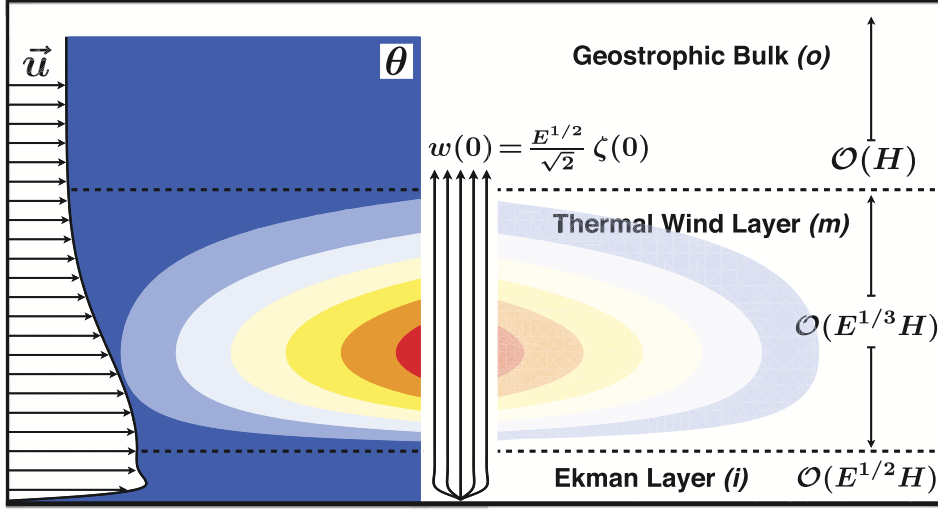 u⃗
θ
Geostrophic Bulk (o)
w(0) = E^{1/2}/√2 ζ(0)
𝒪(H)
Thermal Wind Layer (m)
𝒪(E^{1/3}H)
Ekman Layer (i)
𝒪(E^{1/2}H)